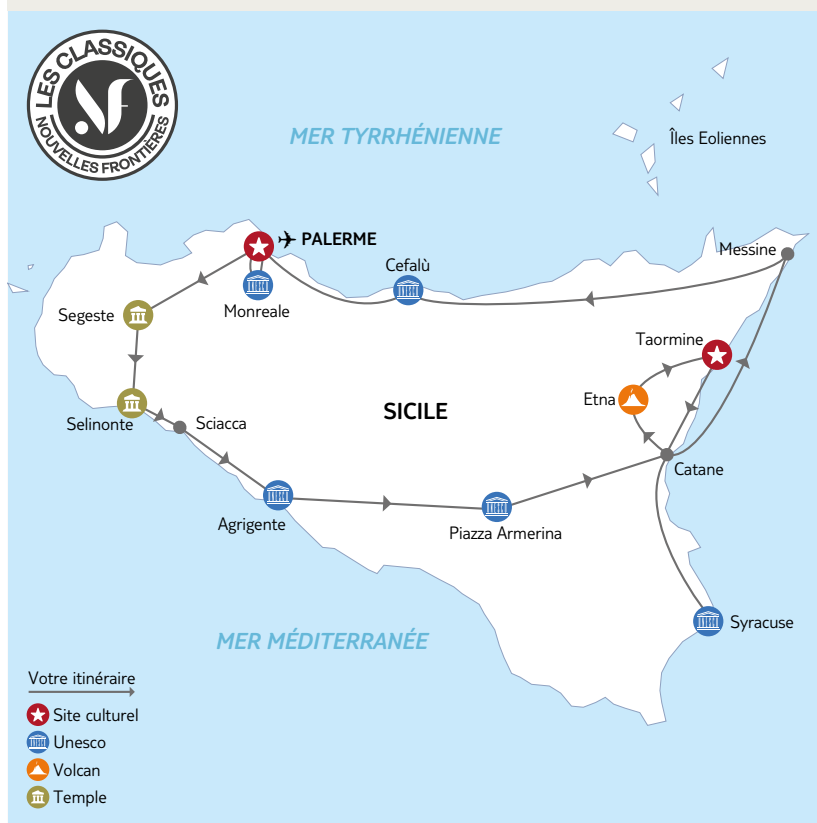 LES CLASSIQUES
NF
NOUVELLES FRONTIÈRES
MER TYRRHÉNIENNE
Îles Eoliennes
PALERME
Messine
Cefalù
Monreale
Segeste
Taormine
Etna
SICILE
Selinonte
Sciacca
Catane
Agrigente
Piazza Armerina
Syracuse
MER MÉDITERRANÉE
Votre itinéraire
Site culturel
Unesco
Volcan
Temple